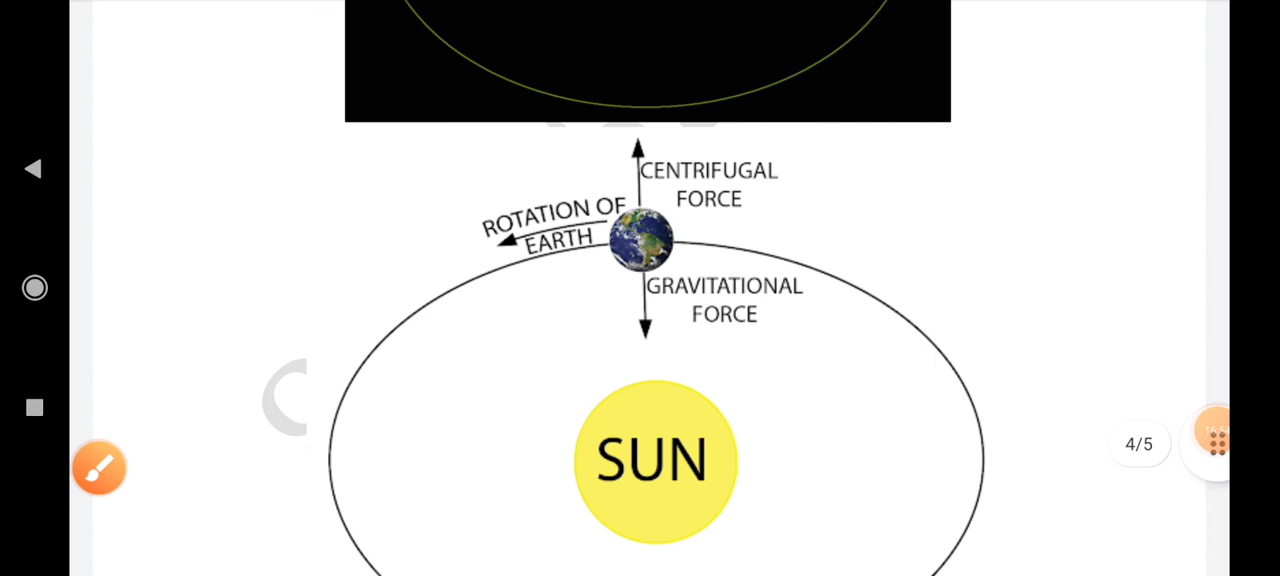 CENTRIFUGAL
FORCE
ROTATION OF
EARTH
GRAVITATIONAL
FORCE
SUN
4/5